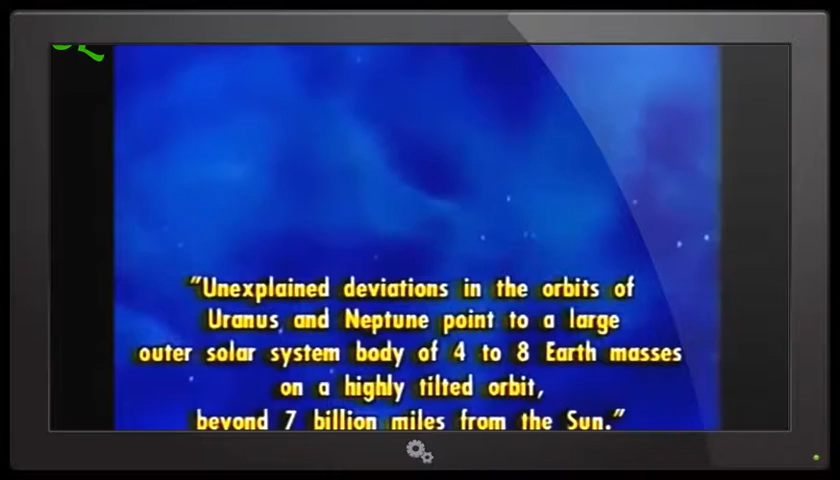 "Unexplained deviations in the orbits of
Uranus and Neptune point to a large
outer solar system body of 4 to 8 Earth masses
on a highly tilted orbit,
beyond 7 billion miles from the Sun."